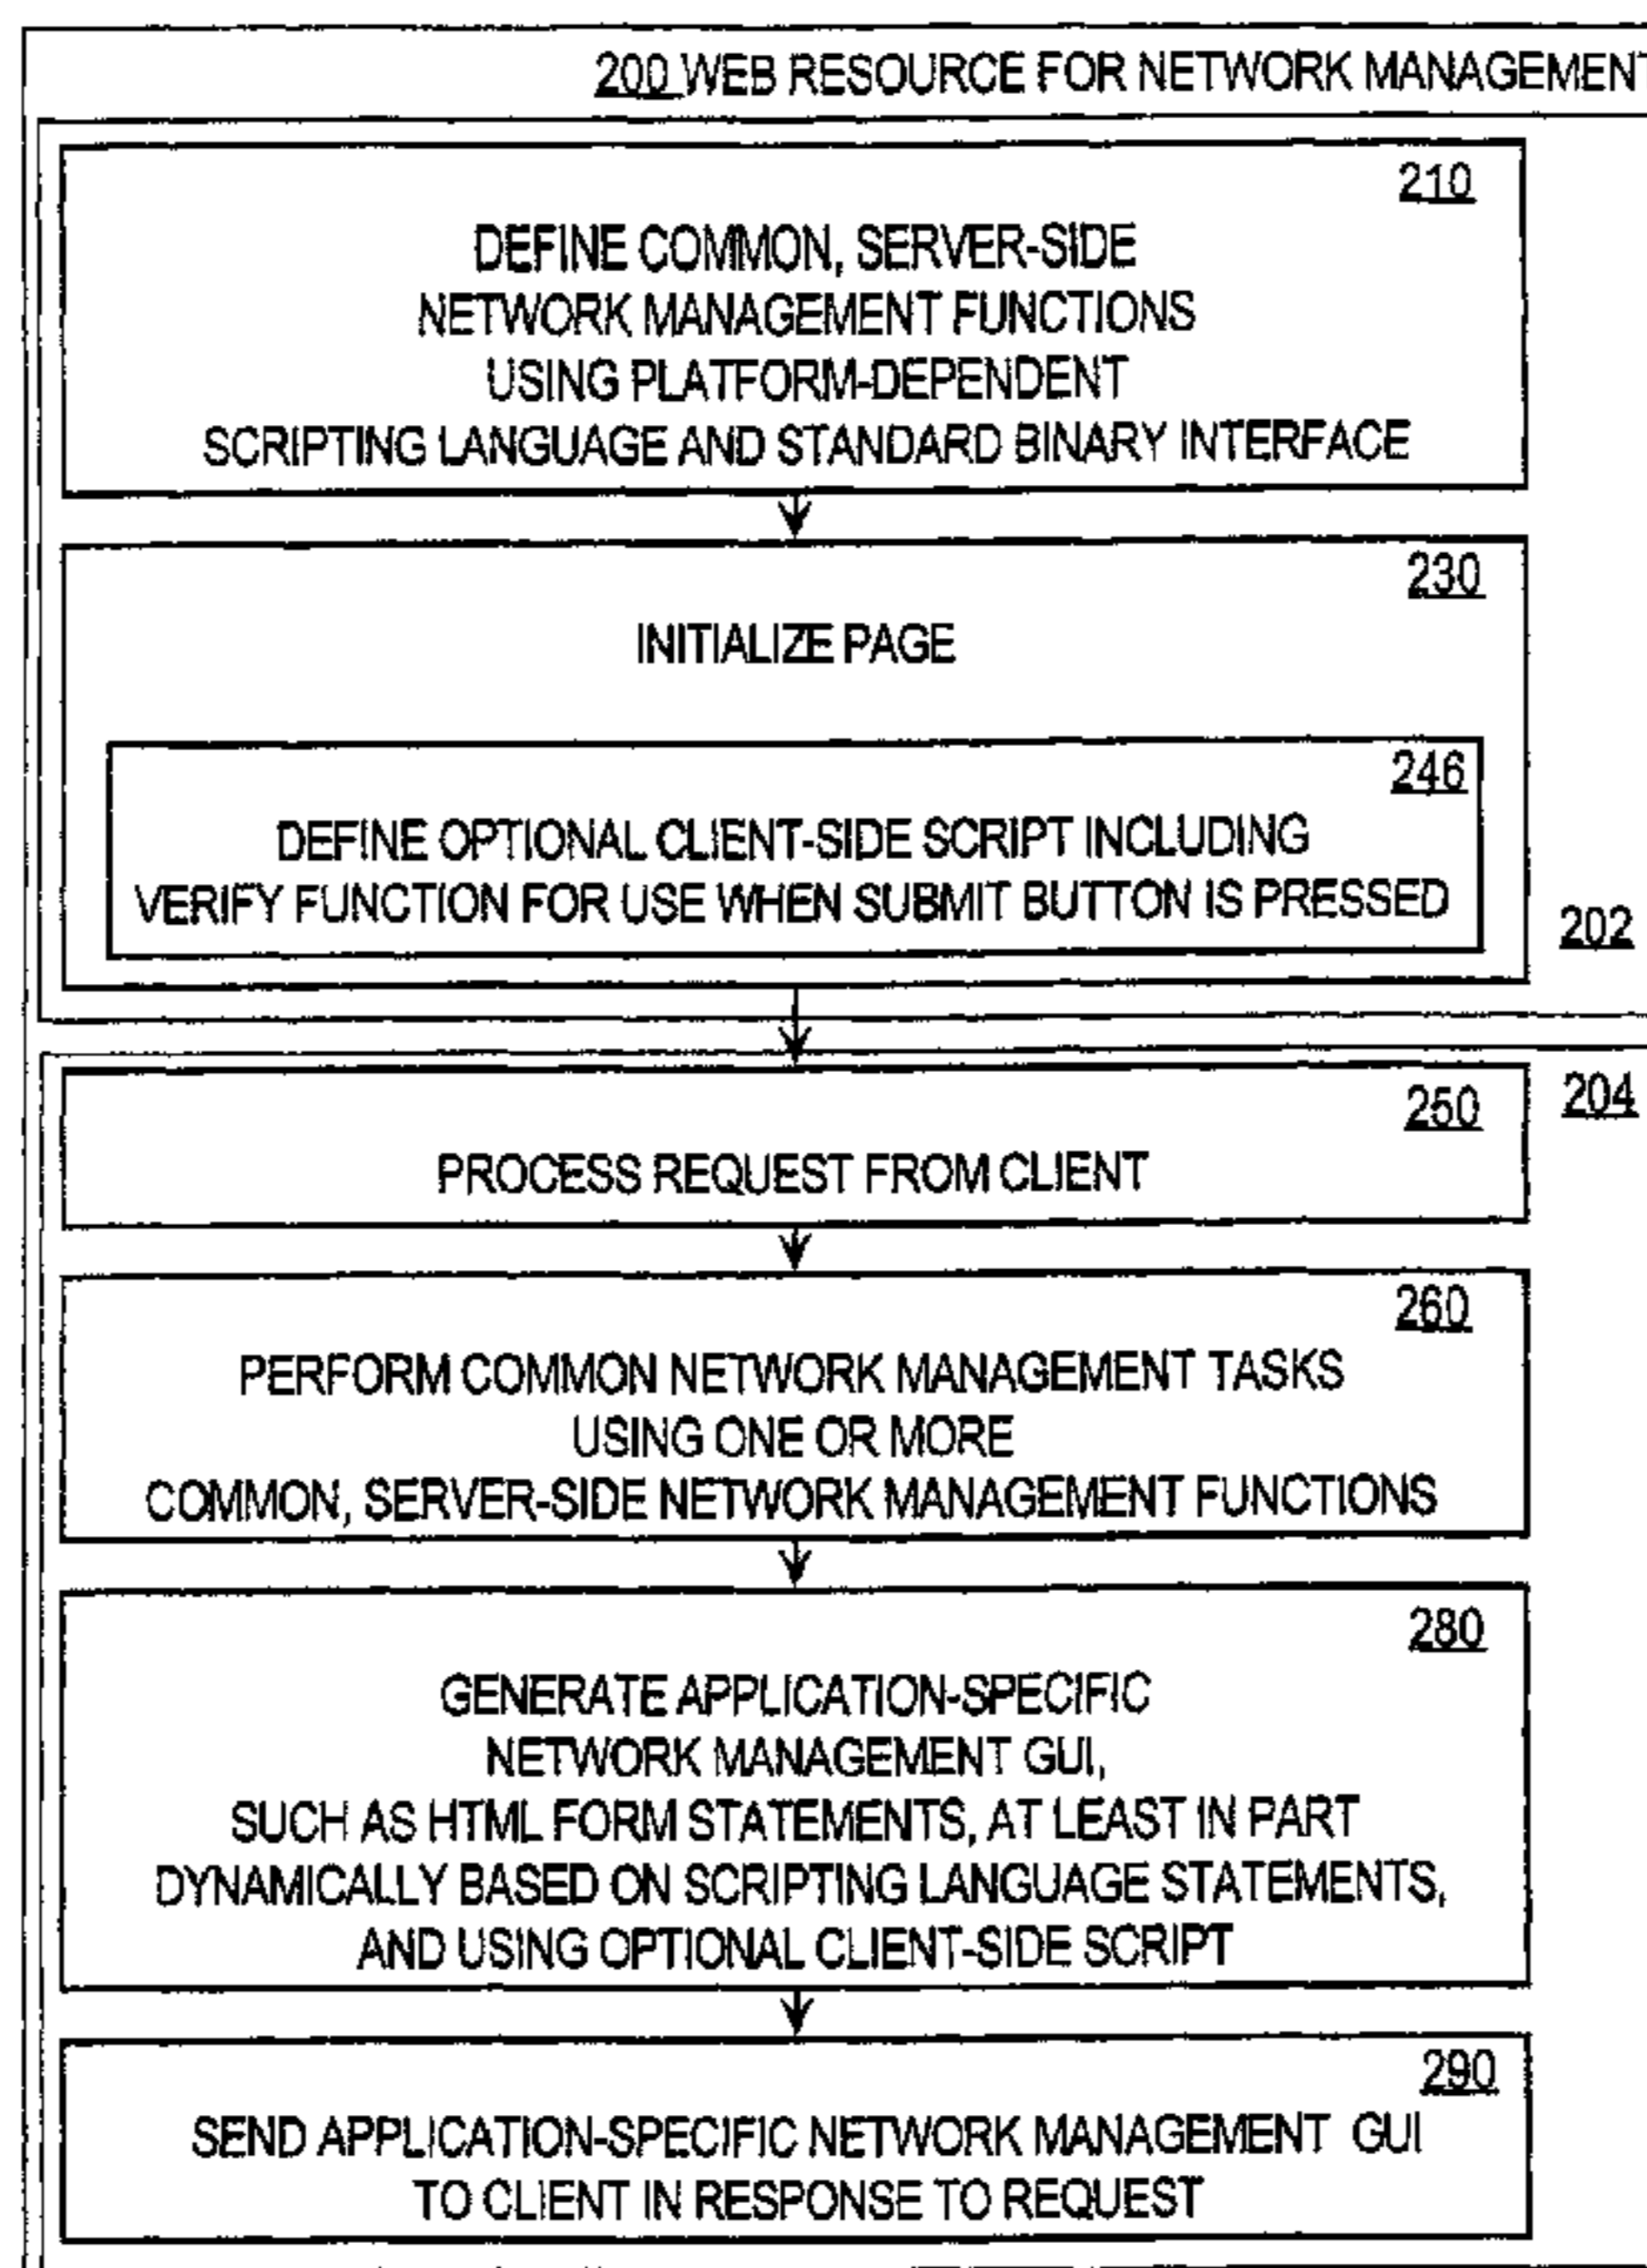 200 WEB RESOURCE FOR NETWORK MANAGEMENT
210
DEFINE COMMON, SERVER-SIDE
NETWORK MANAGEMENT FUNCTIONS
USING PLATFORM-DEPENDENT
SCRIPTING LANGUAGE AND STANDARD BINARY INTERFACE
230
INITIALIZE PAGE
246
DEFINE OPTIONAL CLIENT-SIDE SCRIPT INCLUDING
VERIFY FUNCTION FOR USE WHEN SUBMIT BUTTON IS PRESSED
202
204
250
PROCESS REQUEST FROM CLIENT
260
PERFORM COMMON NETWORK MANAGEMENT TASKS
USING ONE OR MORE
COMMON, SERVER-SIDE NETWORK MANAGEMENT FUNCTIONS
280
GENERATE APPLICATION-SPECIFIC
NETWORK MANAGEMENT GUI,
SUCH AS HTML FORM STATEMENTS, AT LEAST IN PART
DYNAMICALLY BASED ON SCRIPTING LANGUAGE STATEMENTS,
AND USING OPTIONAL CLIENT-SIDE SCRIPT
290
SEND APPLICATION-SPECIFIC NETWORK MANAGEMENT GUI
TO CLIENT IN RESPONSE TO REQUEST